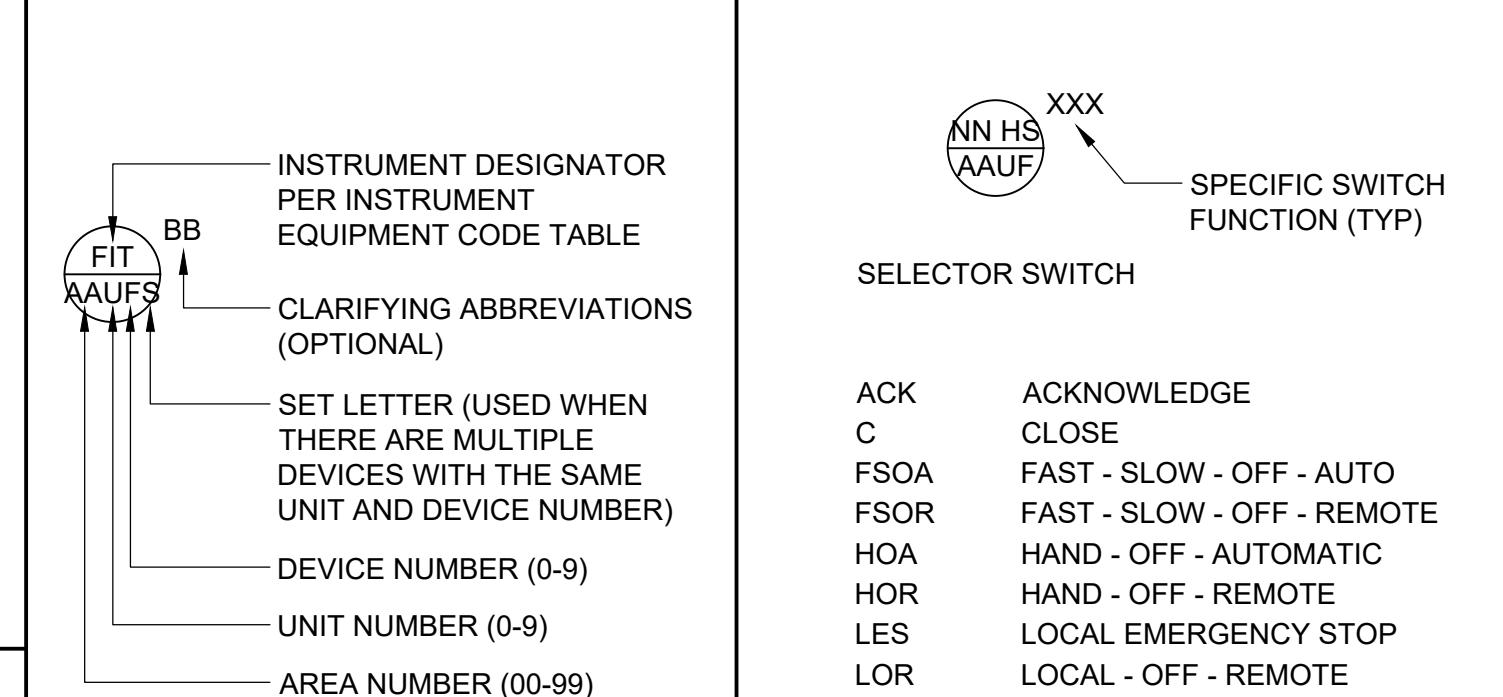 INSTRUMENT DESIGNATOR
PER INSTRUMENT
EQUIPMENT CODE TABLE
BB
FIT
AAUFS
CLARIFYING ABBREVIATIONS
(OPTIONAL)
SET LETTER (USED WHEN
THERE ARE MULTIPLE
DEVICES WITH THE SAME
UNIT AND DEVICE NUMBER)
DEVICE NUMBER (0-9)
UNIT NUMBER (0-9)
AREA NUMBER (00-99)
XXX
NN HS
AAUF
SPECIFIC SWITCH
FUNCTION (TYP)
SELECTOR SWITCH
ACK ACKNOWLEDGE
C CLOSE
FSOA FAST - SLOW - OFF - AUTO
FSOR FAST - SLOW - OFF - REMOTE
HOA HAND - OFF - AUTOMATIC
HOR HAND - OFF - REMOTE
LES LOCAL EMERGENCY STOP
LOR LOCAL - OFF - REMOTE